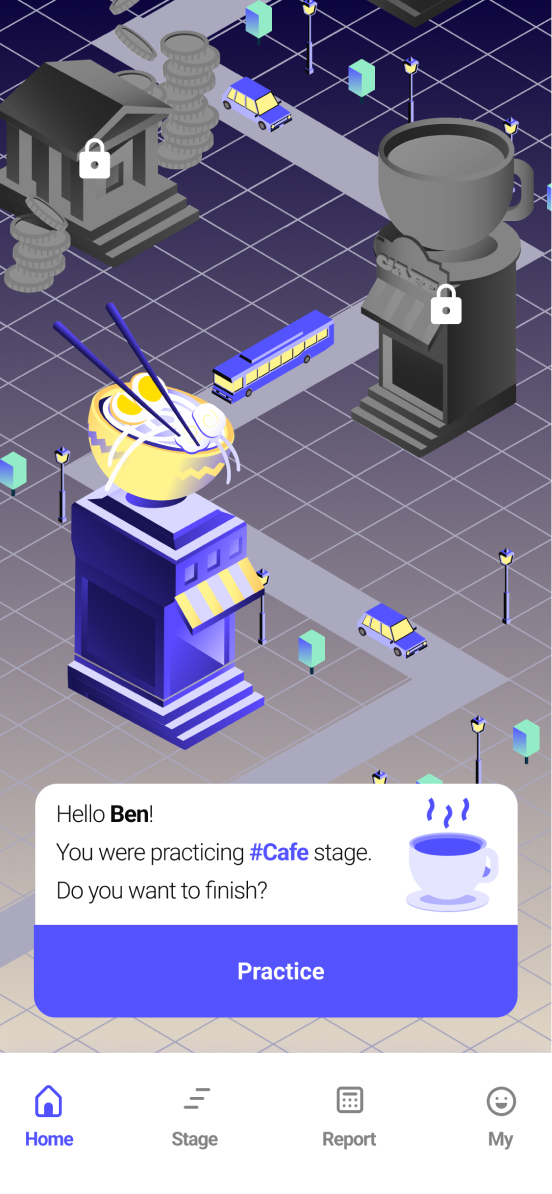 CAFE
Hello Ben!
You were practicing #Cafe stage.
Do you want to finish?
Practice
Home
Stage
Report
My